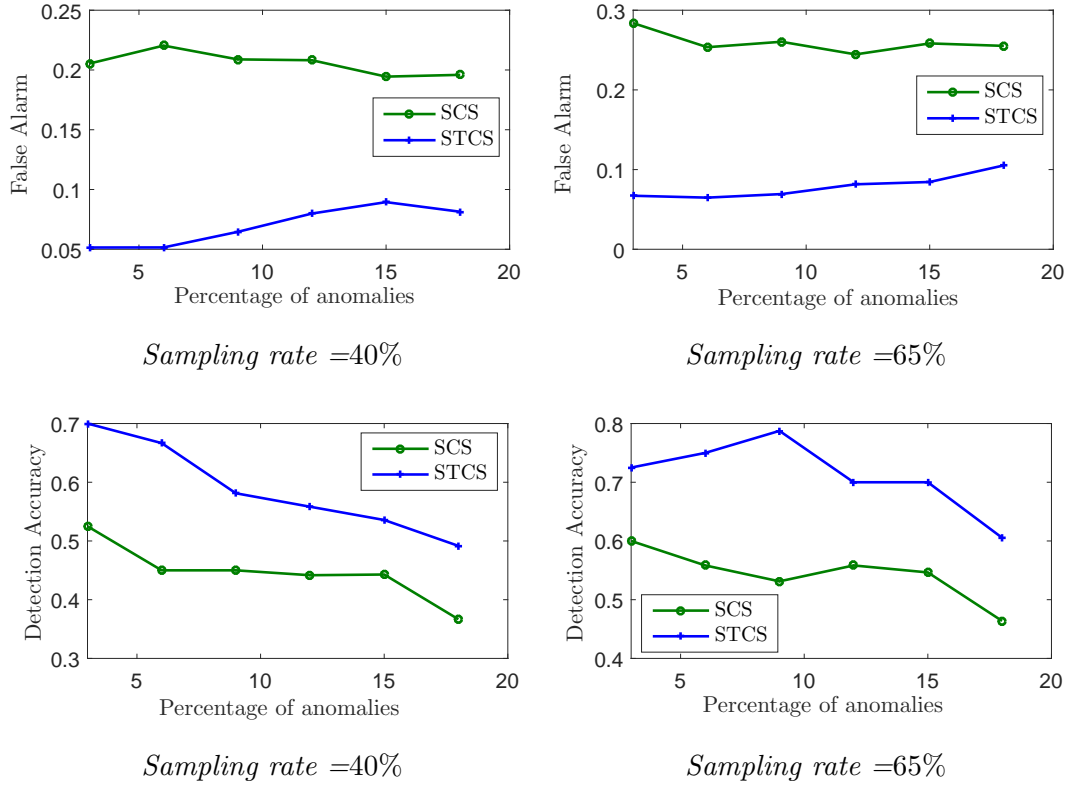 0.25
0.2
0.15
0.1
0.05
False Alarm
5
10
15
20
Percentage of anomalies
SCS
STCS
Sampling rate =40%
0.3
0.2
0.1
0
False Alarm
5
10
15
20
Percentage of anomalies
SCS
STCS
Sampling rate =65%
0.7
0.6
0.5
0.4
0.3
Detection Accuracy
5
10
15
20
Percentage of anomalies
SCS
STCS
Sampling rate =40%
0.8
0.7
0.6
0.5
0.4
Detection Accuracy
5
10
15
20
Percentage of anomalies
SCS
STCS
Sampling rate =65%